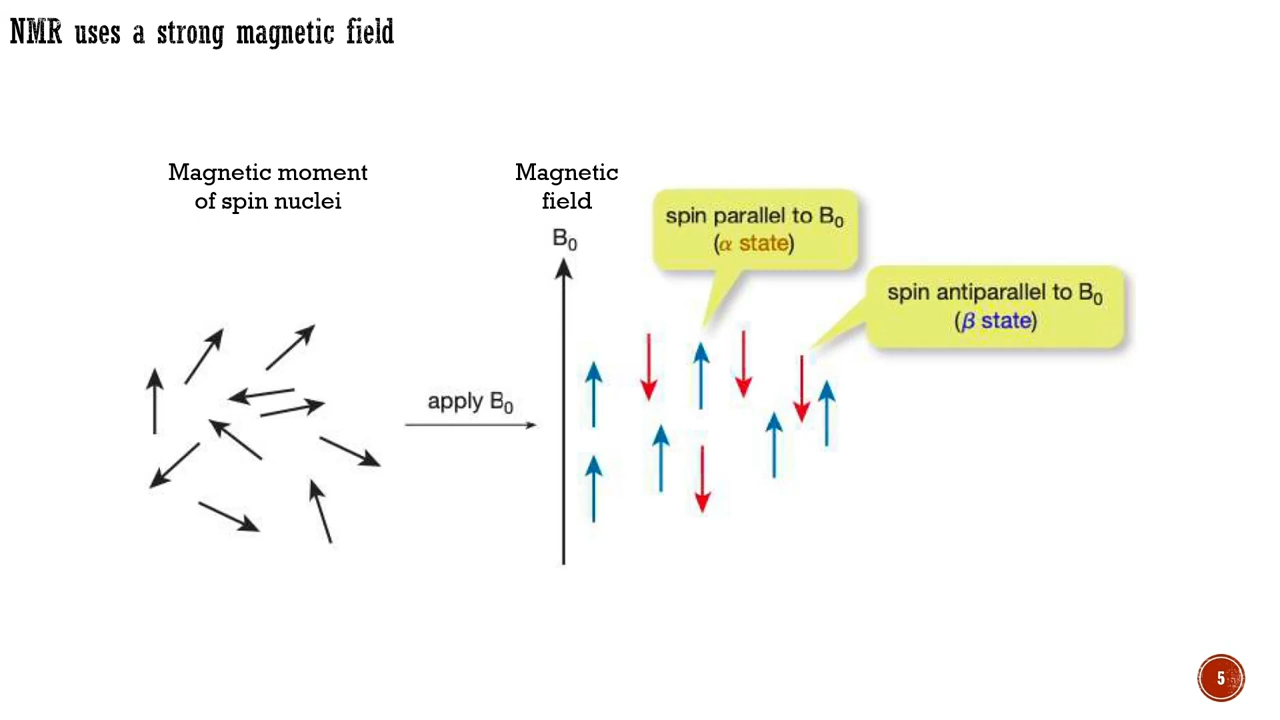 NMR uses a strong magnetic field
Magnetic moment
of spin nuclei
Magnetic
field
B₀
apply B₀
spin parallel to B₀
(α state)
spin antiparallel to B₀
(β state)
5